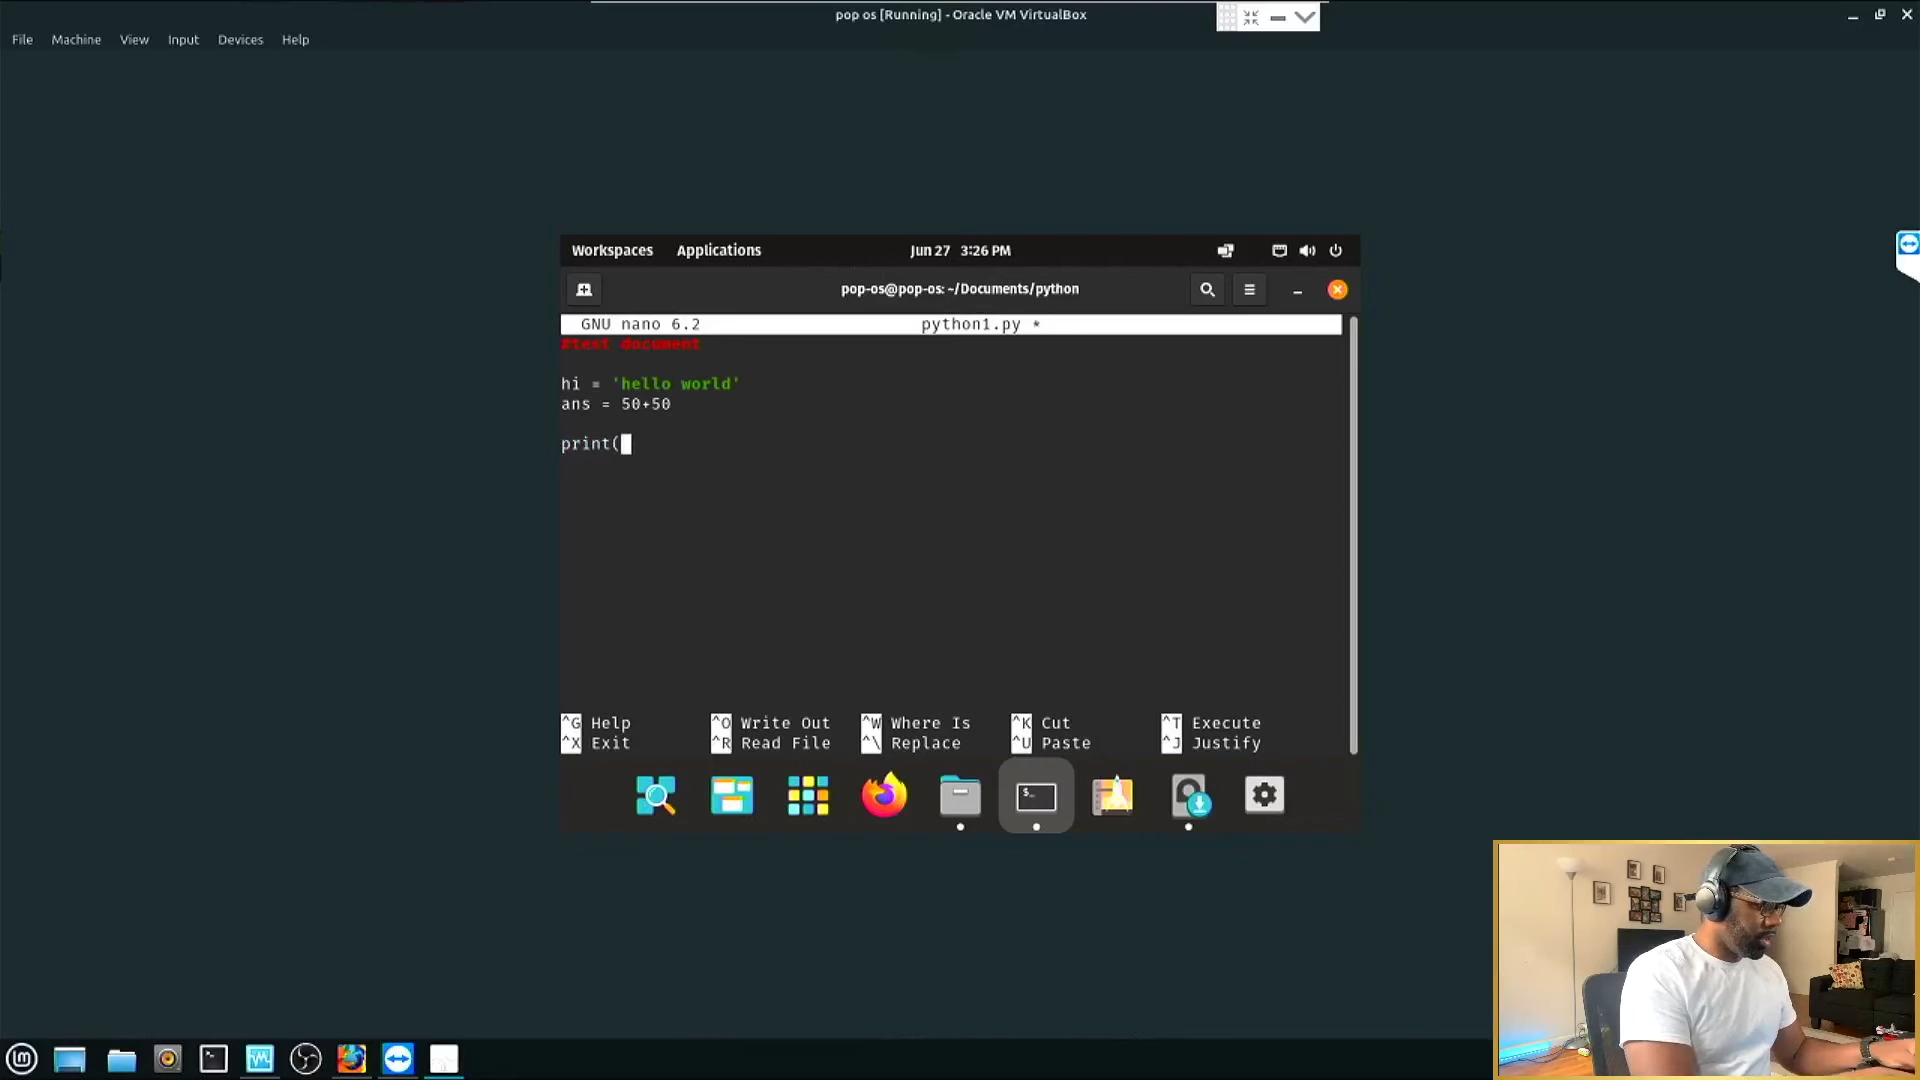 pop os [Running] - Oracle VM VirtualBox
File Machine View Input Devices Help
Workspaces Applications Jun 27 3:26 PM
pop-os@pop-os: ~/Documents/python
GNU nano 6.2 python1.py *
#test document
hi = 'hello world'
ans = 50+50
print(
^G Help ^O Write Out ^W Where Is ^K Cut ^T Execute
^X Exit ^R Read File ^\ Replace ^U Paste ^J Justify
$_